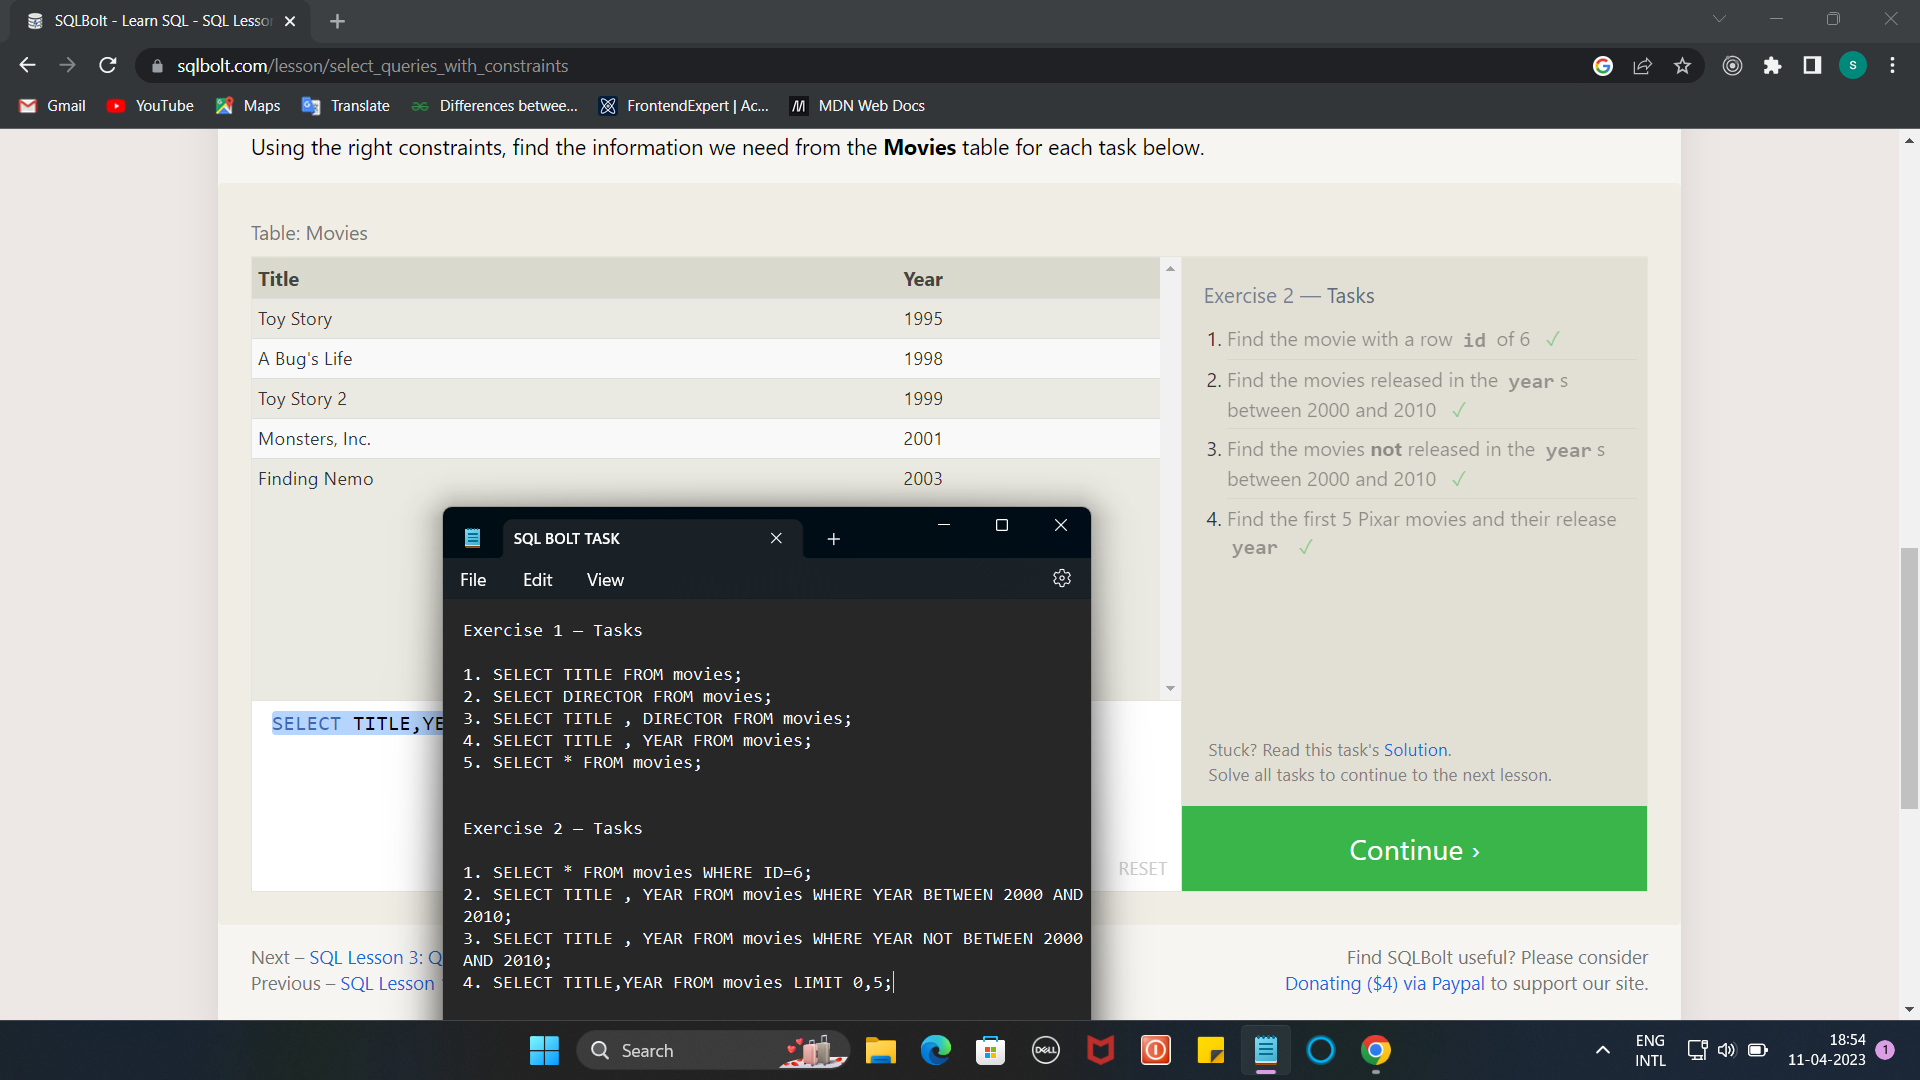 SQLBolt - Learn SQL - SQL Lesso
sqlbolt.com/lesson/select_queries_with_constraints
S
Gmail YouTube Maps Translate Differences betwee... FrontendExpert | Ac... MDN Web Docs
Using the right constraints, find the information we need from the Movies table for each task below.
Table: Movies
Title Year
Toy Story 1995
A Bug's Life 1998
Toy Story 2 1999
Monsters, Inc. 2001
Finding Nemo 2003
Exercise 2 — Tasks
1. Find the movie with a row id of 6 ✓
2. Find the movies released in the year s
between 2000 and 2010 ✓
3. Find the movies not released in the year s
between 2000 and 2010 ✓
4. Find the first 5 Pixar movies and their release
year ✓
Stuck? Read this task's Solution.
Solve all tasks to continue to the next lesson.
Continue ›
SELECT TITLE,YE
RESET
SQL BOLT TASK
File Edit View
Exercise 1 — Tasks
1. SELECT TITLE FROM movies;
2. SELECT DIRECTOR FROM movies;
3. SELECT TITLE , DIRECTOR FROM movies;
4. SELECT TITLE , YEAR FROM movies;
5. SELECT * FROM movies;
Exercise 2 — Tasks
1. SELECT * FROM movies WHERE ID=6;
2. SELECT TITLE , YEAR FROM movies WHERE YEAR BETWEEN 2000 AND
2010;
3. SELECT TITLE , YEAR FROM movies WHERE YEAR NOT BETWEEN 2000
AND 2010;
4. SELECT TITLE,YEAR FROM movies LIMIT 0,5;
Next – SQL Lesson 3: Q
Previous – SQL Lesson
Find SQLBolt useful? Please consider
Donating ($4) via Paypal to support our site.
Search
DELL
ENG
INTL
18:54
11-04-2023
1